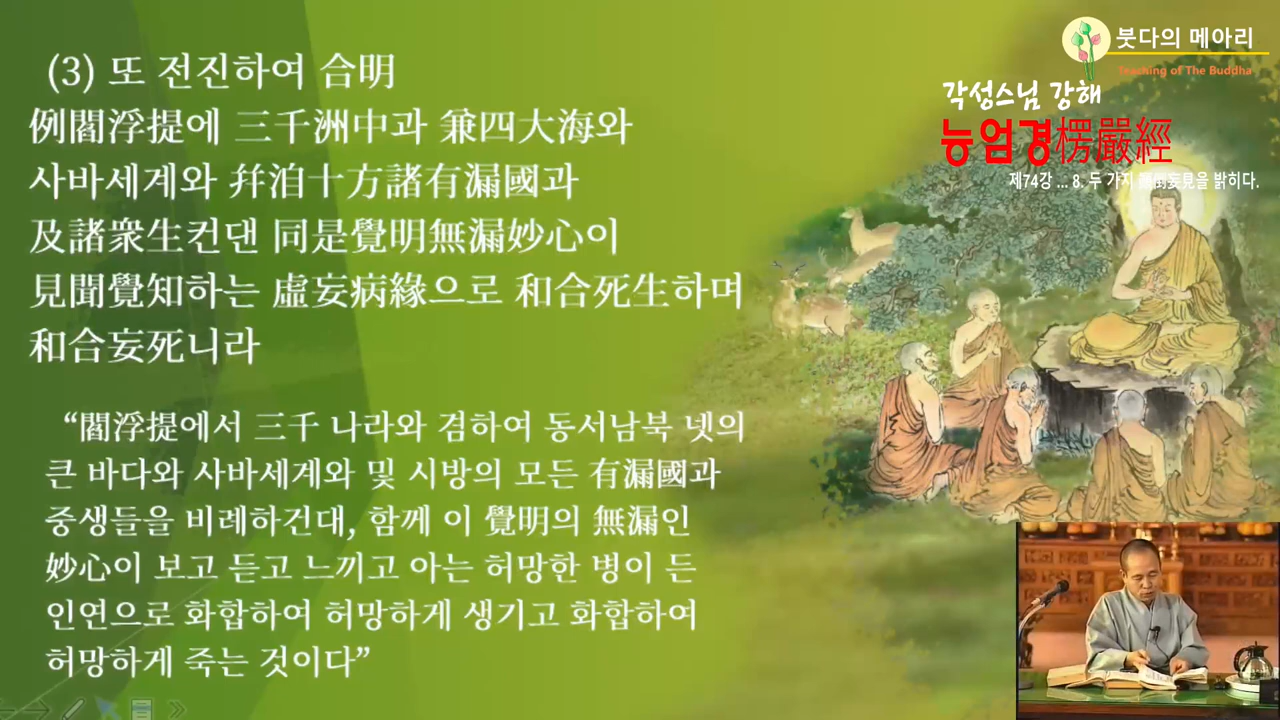 (3) 또 전진하여 合明
例閻浮提에 三千洲中과 兼四大海와
사바세계와 幷泊十方諸有漏國과
及諸衆生컨댄 同是覺明無漏妙心이
見聞覺知하는 虛妄病緣으로 和合死生하며
和合妄死니라
“閻浮提에서 三千 나라와 겸하여 동서남북 넷의
큰 바다와 사바세계와 및 시방의 모든 有漏國과
중생들을 비례하건대, 함께 이 覺明의 無漏인
妙心이 보고 듣고 느끼고 아는 허망한 병이 든
인연으로 화합하여 허망하게 생기고 화합하여
허망하게 죽는 것이다”
붓다의 메아리
Teaching of The Buddha
각성스님 강해
능엄경楞嚴經
제74강 ... 8. 두 가지 顚倒妄見을 밝히다.